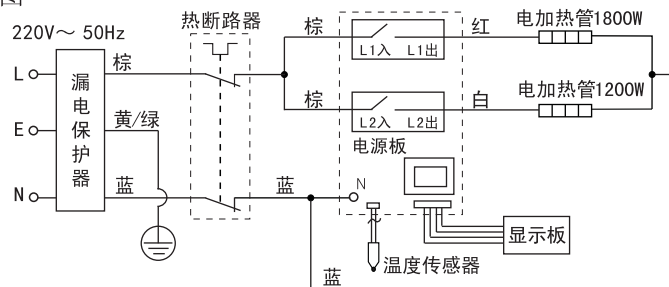 图
220V～ 50Hz
热断路器
棕
红
电加热管1800W
L1入 L1出
L
棕
漏电保护器
棕
白
电加热管1200W
E
黄/绿
L2入 L2出
电源板
N
蓝
蓝
N
显示板
温度传感器
蓝